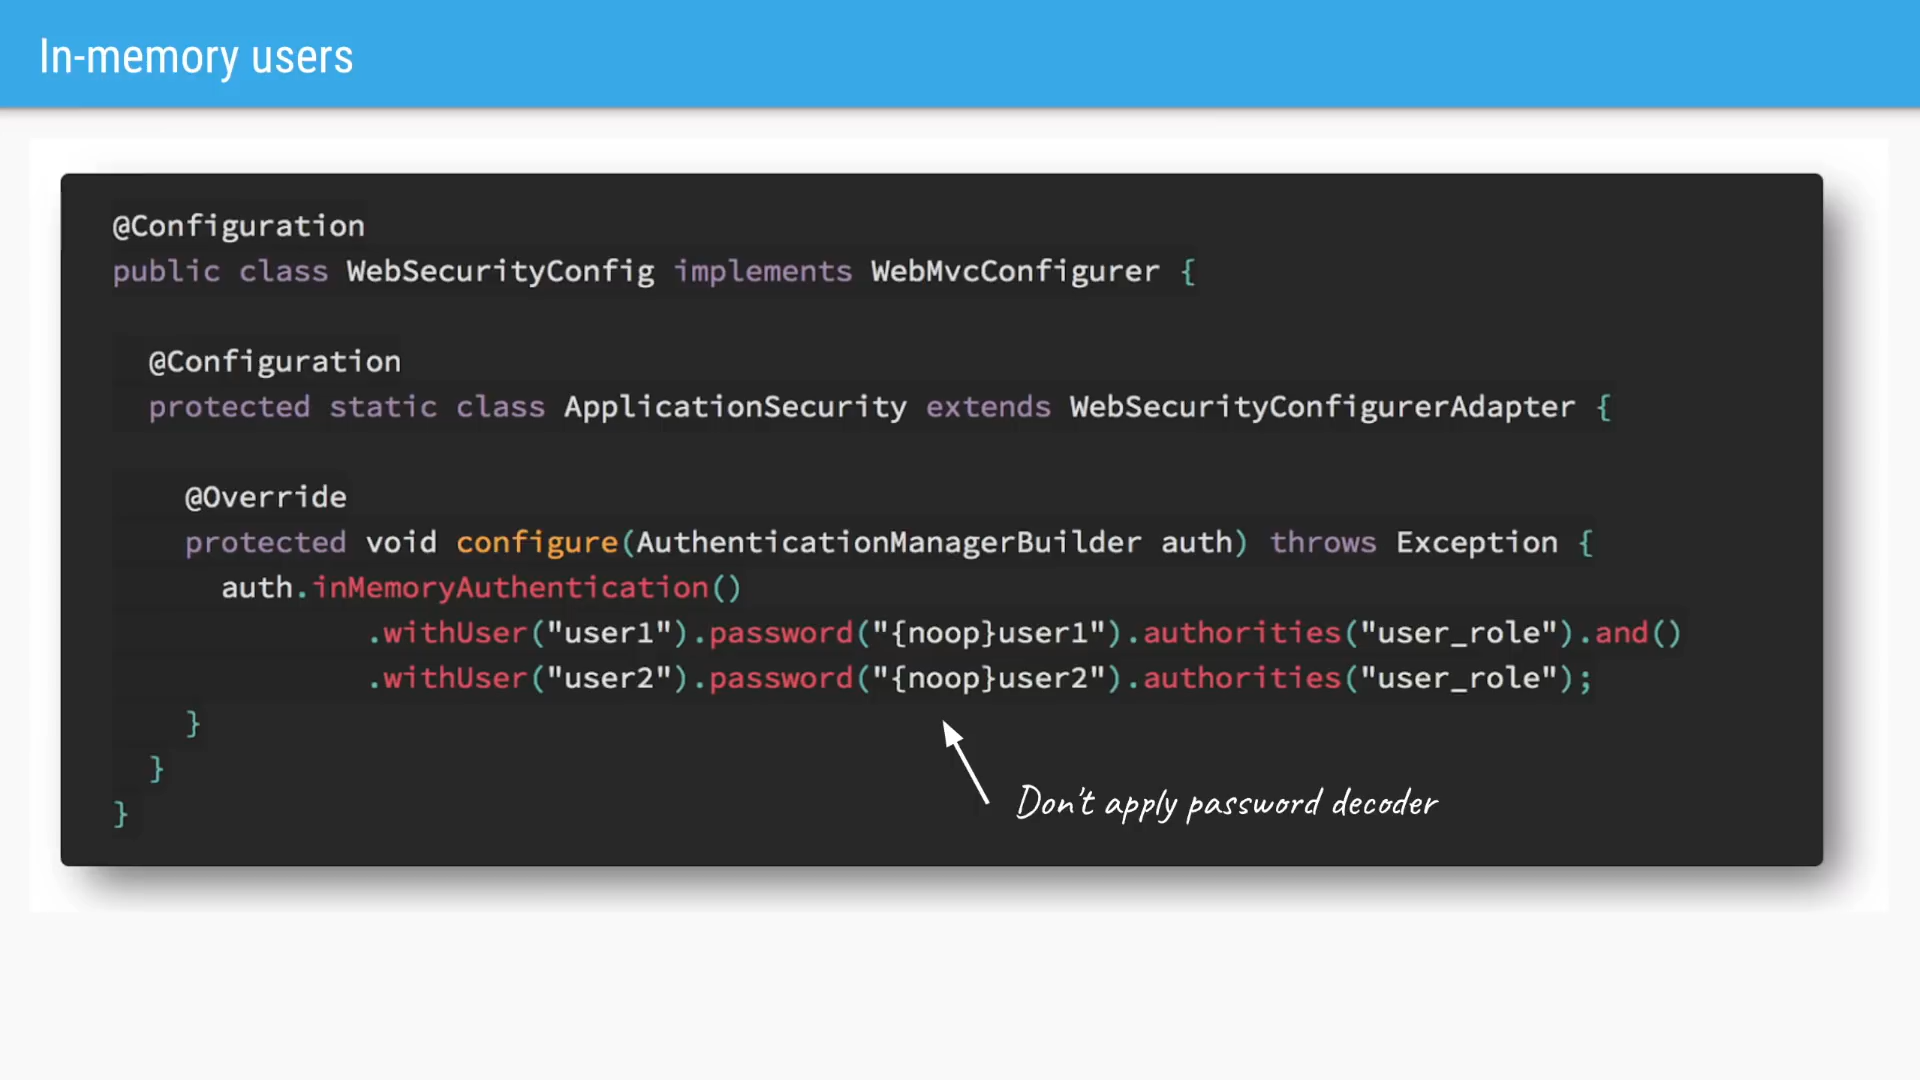 In-memory users
@Configuration
public class WebSecurityConfig implements WebMvcConfigurer {
@Configuration
protected static class ApplicationSecurity extends WebSecurityConfigurerAdapter {
@Override
protected void configure(AuthenticationManagerBuilder auth) throws Exception {
auth.inMemoryAuthentication()
.withUser("user1").password("{noop}user1").authorities("user_role").and()
.withUser("user2").password("{noop}user2").authorities("user_role");
}
}
}
Don't apply password decoder